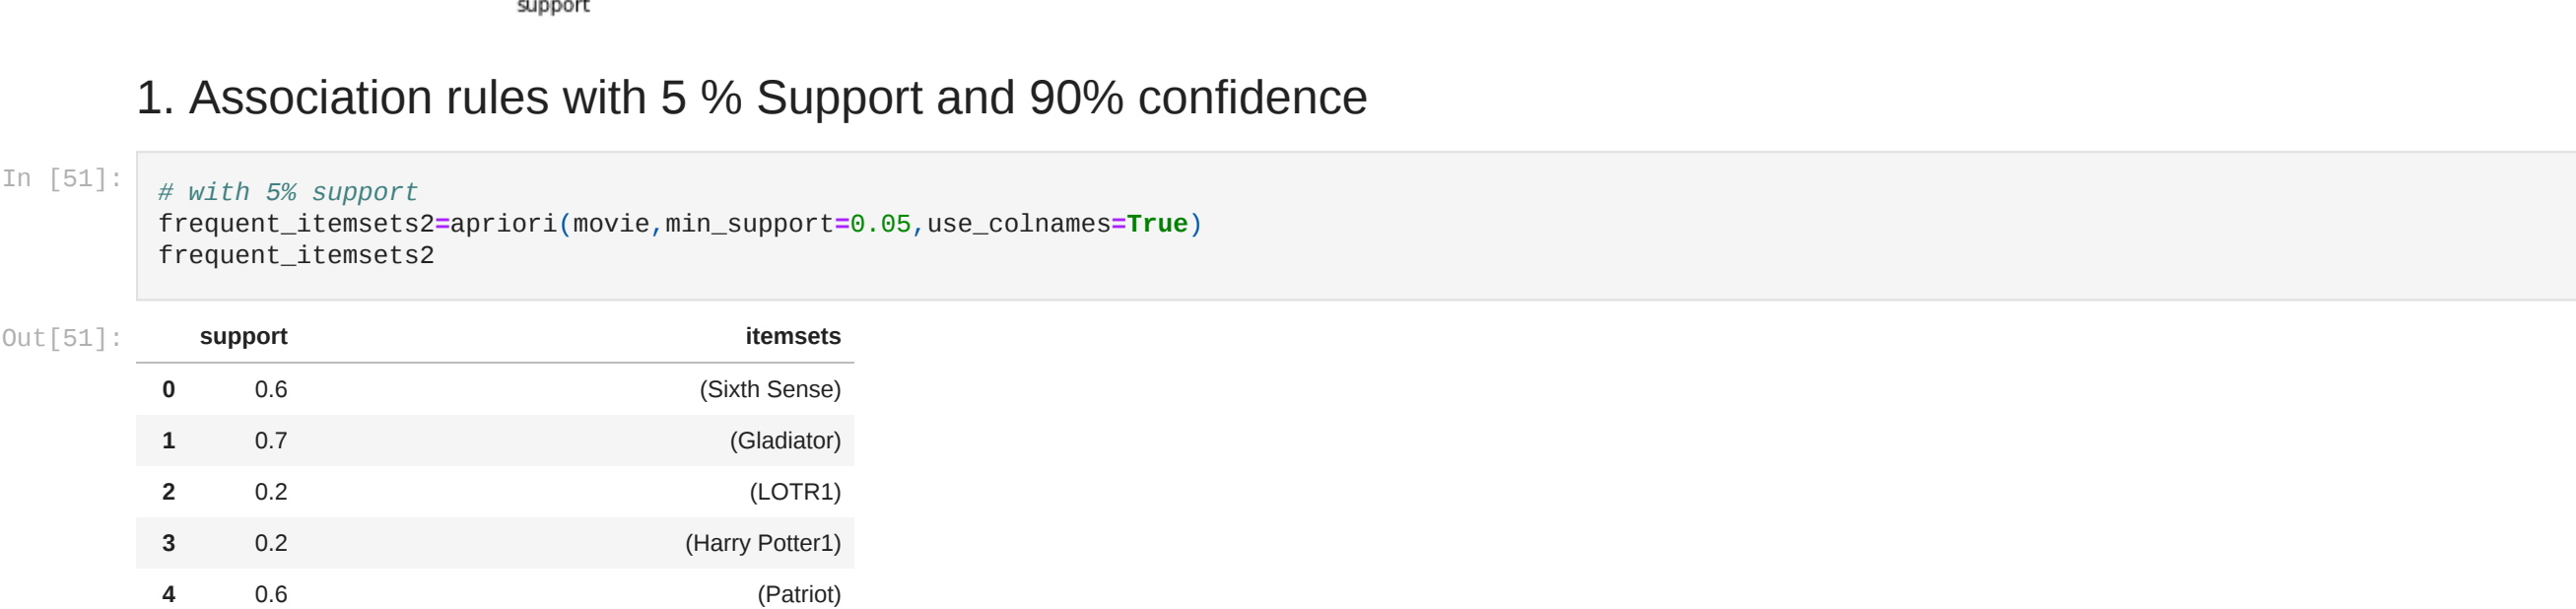 support
1. Association rules with 5 % Support and 90% confidence
In [51]:
# with 5% support
frequent_itemsets2=apriori(movie,min_support=0.05,use_colnames=True)
frequent_itemsets2
Out[51]:
support itemsets
0 0.6 (Sixth Sense)
1 0.7 (Gladiator)
2 0.2 (LOTR1)
3 0.2 (Harry Potter1)
4 0.6 (Patriot)